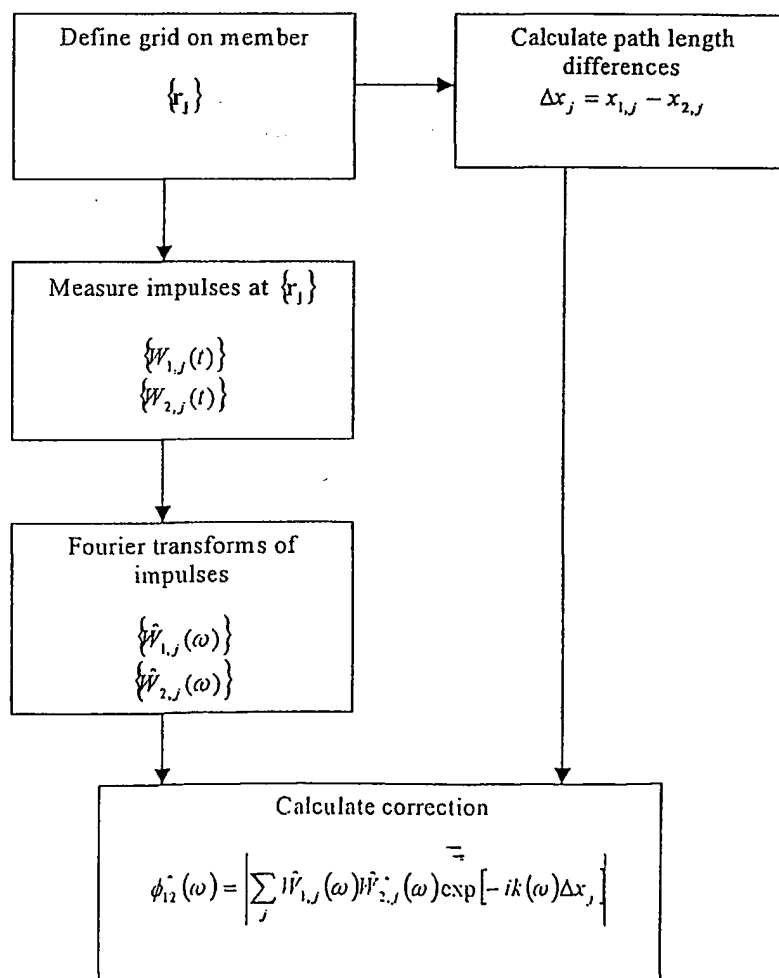 Define grid on member
{r_j}
Calculate path length
differences
Δx_j = x_{1,j} − x_{2,j}
Measure impulses at {r_j}
{W_{1,j}(t)}
{W_{2,j}(t)}
Fourier transforms of
impulses
{Ŵ_{1,j}(ω)}
{Ŵ_{2,j}(ω)}
Calculate correction
ϕ*_{12}(ω) = |∑_j Ŵ_{1,j}(ω)Ŵ*_{2,j}(ω)exp[−ik(ω)Δx_j]|